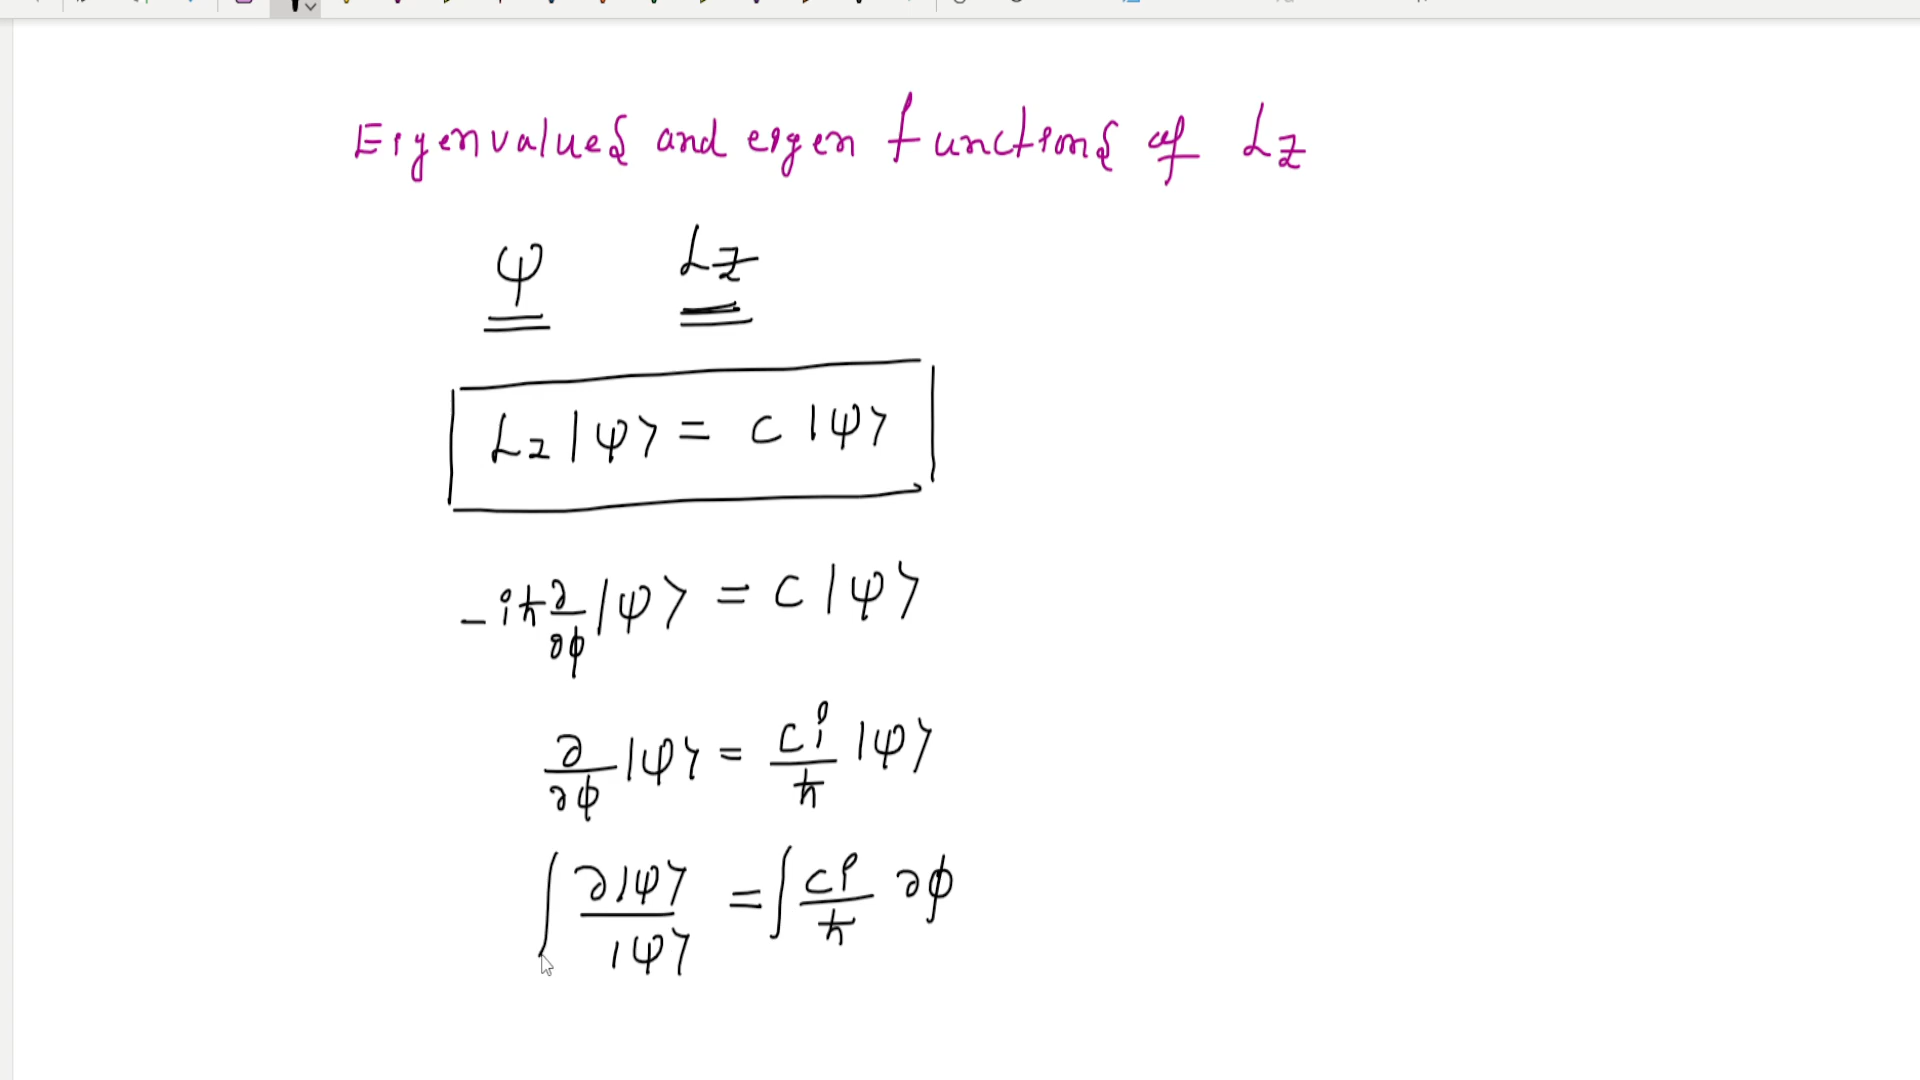 Eigenvalues and eigen functions of Lz
ψ Lz
Lz |ψ⟩ = c |ψ⟩
-iħ ∂/∂φ |ψ⟩ = c |ψ⟩
∂/∂φ |ψ⟩ = ci/ħ |ψ⟩
∫ ∂|ψ⟩/|ψ⟩ = ∫ ci/ħ ∂φ